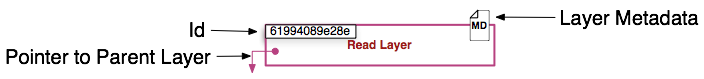 Id
61994089e28e
MD
Layer Metadata
Pointer to Parent Layer
Read Layer